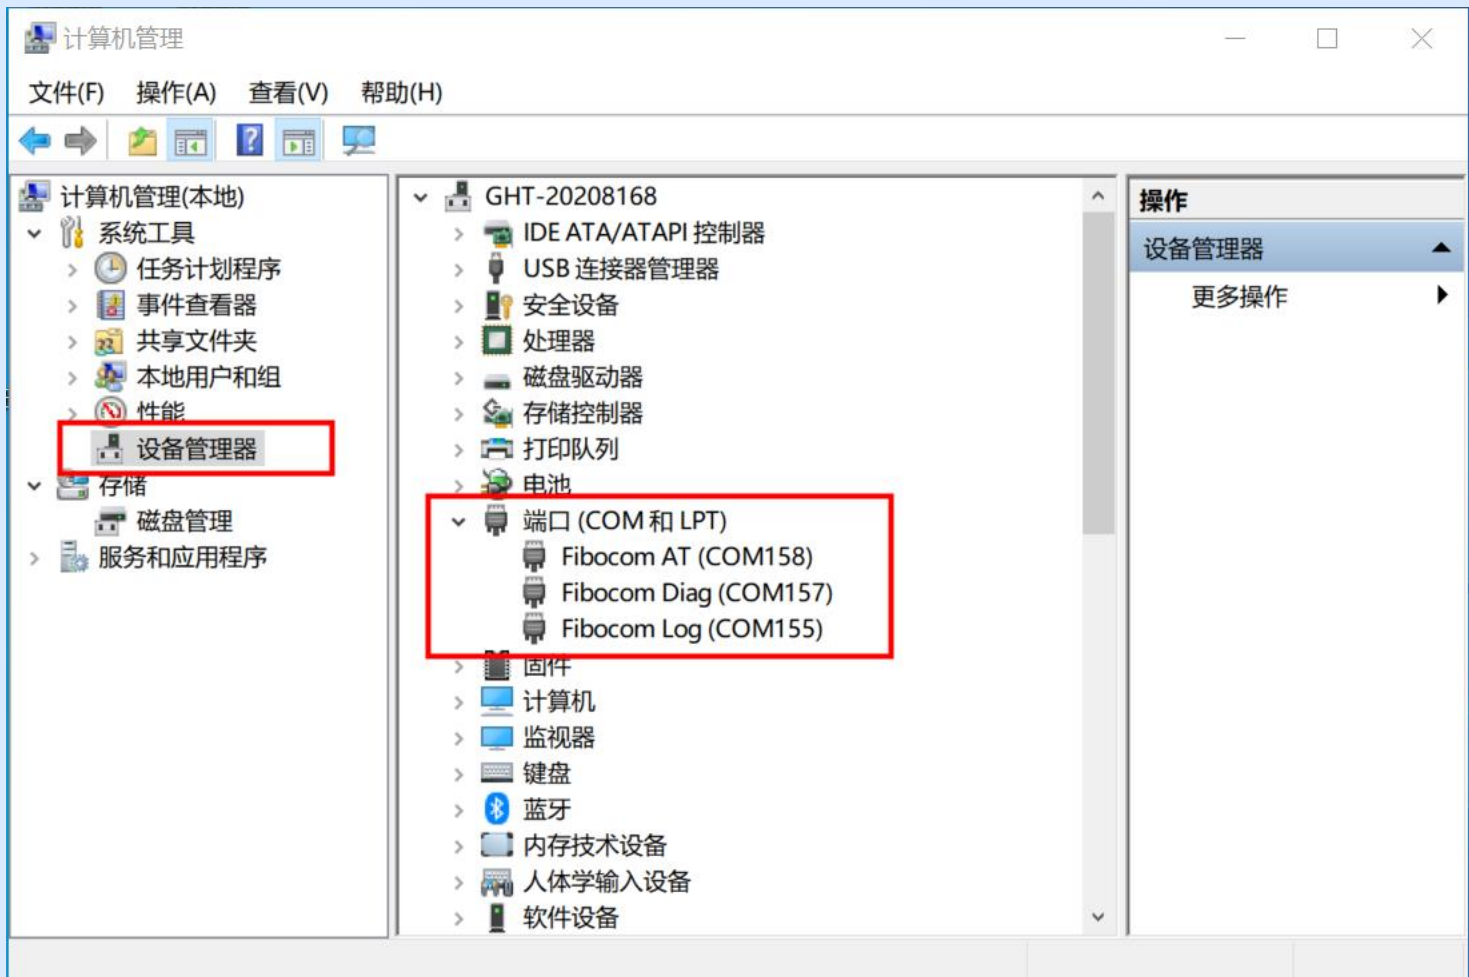 计算机管理
文件(F) 操作(A) 查看(V) 帮助(H)
计算机管理(本地)
系统工具
任务计划程序
事件查看器
共享文件夹
本地用户和组
性能
设备管理器
存储
磁盘管理
服务和应用程序
GHT-20208168
IDE ATA/ATAPI 控制器
USB 连接器管理器
安全设备
处理器
磁盘驱动器
存储控制器
打印队列
电池
端口 (COM 和 LPT)
Fibocom AT (COM158)
Fibocom Diag (COM157)
Fibocom Log (COM155)
固件
计算机
监视器
键盘
蓝牙
内存技术设备
人体学输入设备
软件设备
操作
设备管理器
更多操作